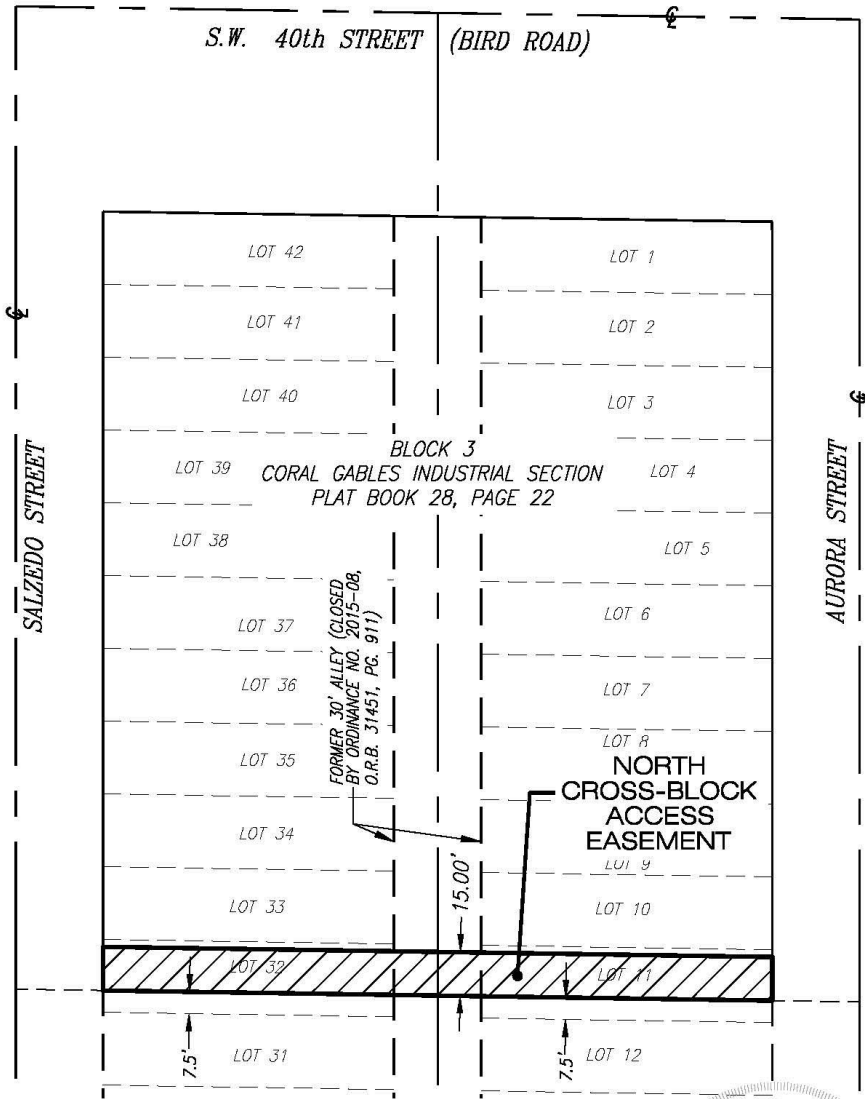 S.W. 40th STREET (BIRD ROAD)
℄
LOT 42
LOT 1
℄
LOT 41
LOT 2
LOT 40
LOT 3
℄
SALZEDO STREET
AURORA STREET
BLOCK 3
CORAL GABLES INDUSTRIAL SECTION
PLAT BOOK 28, PAGE 22
LOT 39
LOT 4
LOT 38
LOT 5
FORMER 30' ALLEY (CLOSED
BY ORDINANCE NO. 2015-08,
O.R.B. 31451, PG. 911)
LOT 37
LOT 6
LOT 36
LOT 7
LOT 35
LOT 8
NORTH
CROSS-BLOCK
ACCESS
EASEMENT
LOT 34
LOT 9
LOT 33
15.00'
LOT 10
LOT 32
LOT 11
7.5'
LOT 31
7.5'
LOT 12